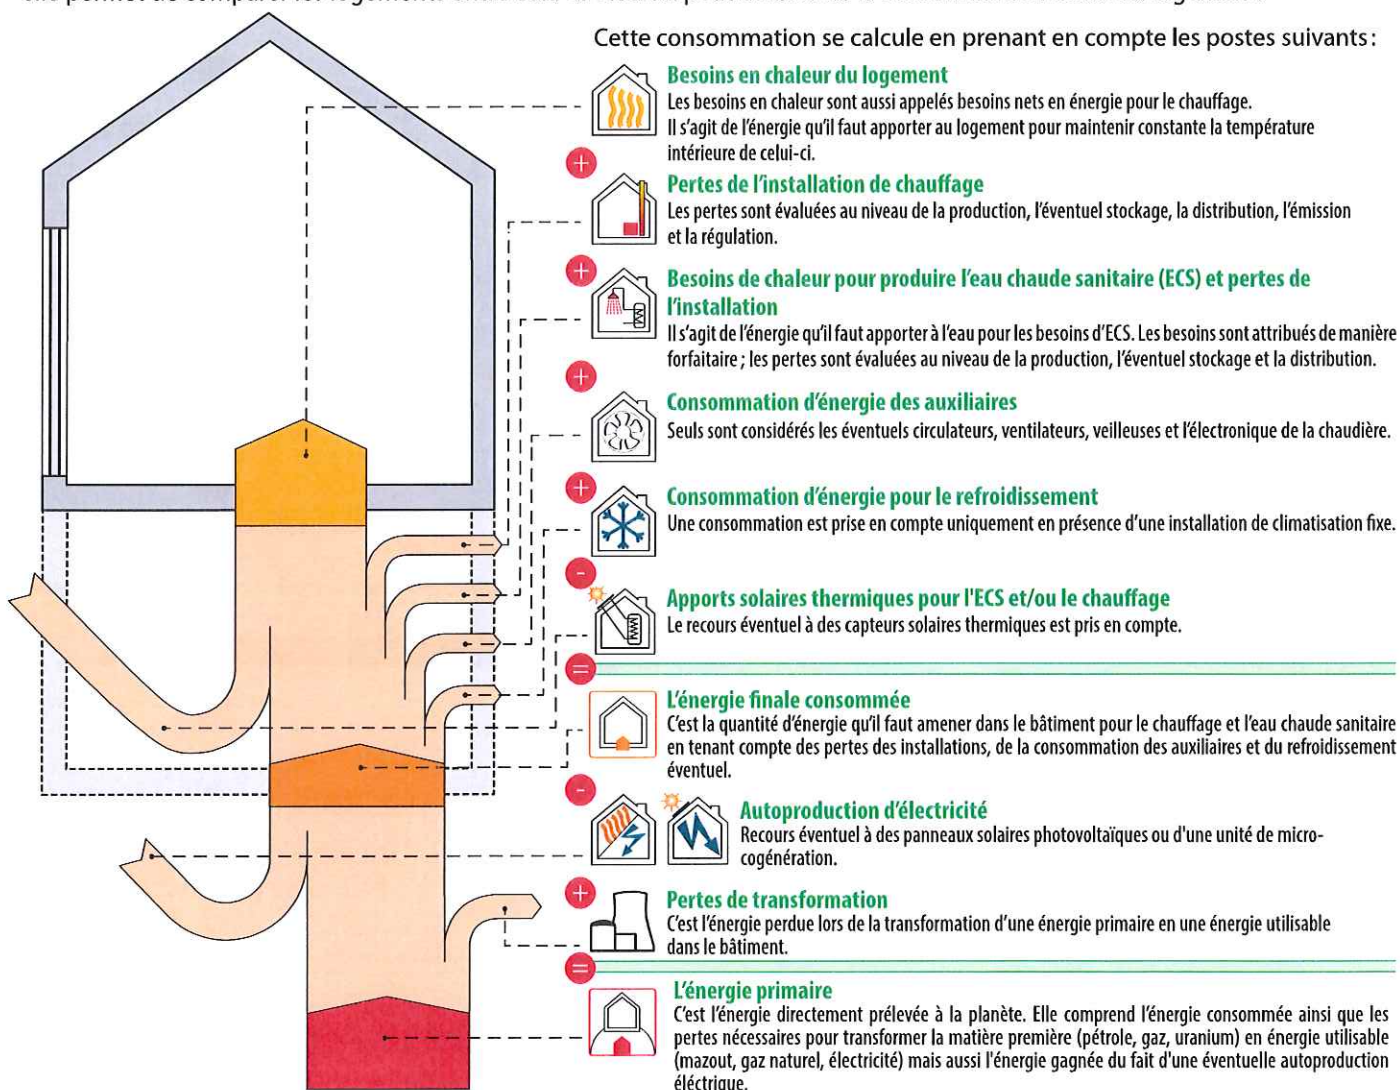 Cette consommation se calcule en prenant en compte les postes suivants :
Besoins en chaleur du logement
Les besoins en chaleur sont aussi appelés besoins nets en énergie pour le chauffage.
Il s'agit de l'énergie qu'il faut apporter au logement pour maintenir constante la température
intérieure de celui-ci.
+
Pertes de l'installation de chauffage
Les pertes sont évaluées au niveau de la production, l'éventuel stockage, la distribution, l'émission
et la régulation.
+
Besoins de chaleur pour produire l'eau chaude sanitaire (ECS) et pertes de
l'installation
Il s'agit de l'énergie qu'il faut apporter à l'eau pour les besoins d'ECS. Les besoins sont attribués de manière
forfaitaire ; les pertes sont évaluées au niveau de la production, l'éventuel stockage et la distribution.
+
Consommation d'énergie des auxiliaires
Seuls sont considérés les éventuels circulateurs, ventilateurs, veilleuses et l'électronique de la chaudière.
+
Consommation d'énergie pour le refroidissement
Une consommation est prise en compte uniquement en présence d'une installation de climatisation fixe.
-
Apports solaires thermiques pour l'ECS et/ou le chauffage
Le recours éventuel à des capteurs solaires thermiques est pris en compte.
=
L'énergie finale consommée
C'est la quantité d'énergie qu'il faut amener dans le bâtiment pour le chauffage et l'eau chaude sanitaire
en tenant compte des pertes des installations, de la consommation des auxiliaires et du refroidissement
éventuel.
-
Autoproduction d'électricité
Recours éventuel à des panneaux solaires photovoltaïques ou d'une unité de micro-
cogénération.
+
Pertes de transformation
C'est l'énergie perdue lors de la transformation d'une énergie primaire en une énergie utilisable
dans le bâtiment.
=
L'énergie primaire
C'est l'énergie directement prélevée à la planète. Elle comprend l'énergie consommée ainsi que les
pertes nécessaires pour transformer la matière première (pétrole, gaz, uranium) en énergie utilisable
(mazout, gaz naturel, électricité) mais aussi l'énergie gagnée du fait d'une éventuelle autoproduction
éléctrique.